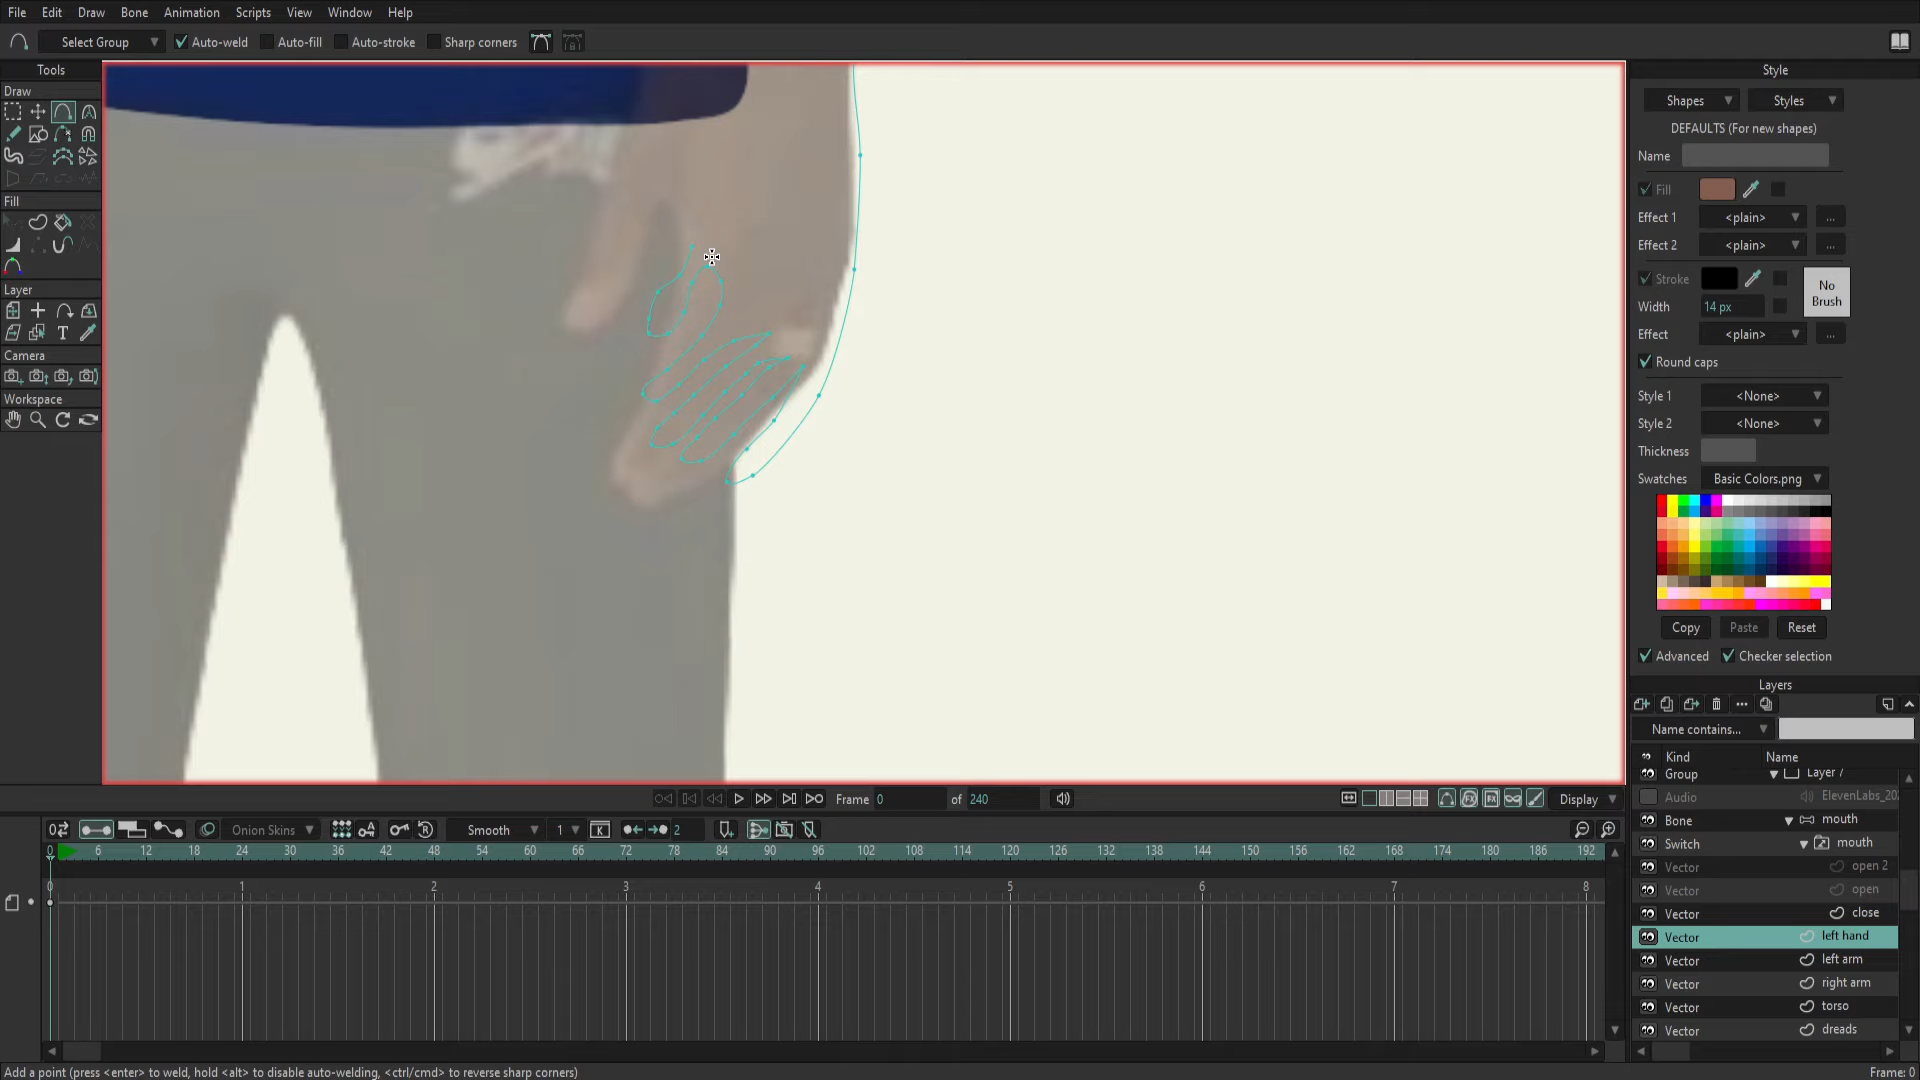 File Edit Draw Bone Animation Scripts View Window Help
Select Group Auto-weld Auto-fill Auto-stroke Sharp corners
Tools
Draw
Fill
Layer
Camera
Workspace
Style
Shapes Styles
DEFAULTS (For new shapes)
Name
Fill
Effect 1 <plain> ...
Effect 2 <plain> ...
Stroke
No Brush
Width 14 px
Effect <plain> ...
Round caps
Style 1 <None>
Style 2 <None>
Thickness
Swatches Basic Colors.png
Copy Paste Reset
Advanced Checker selection
Layers
Name contains...
Kind Name
Group Layer 7
Audio ElevenLabs_20
Bone mouth
Switch mouth
Vector open 2
Vector open
Vector close
Vector left hand
Vector left arm
Vector right arm
Vector torso
Vector dreads
Frame 0 of 240 Display
Onion Skins Smooth 1 2
0 6 12 18 24 30 36 42 48 54 60 66 72 78 84 90 96 102 108 114 120 126 132 138 144 150 156 162 168 174 180 186 192
0 1 2 3 4 5 6 7 8
Add a point (press <enter> to weld, hold <alt> to disable auto-welding, <ctrl/cmd> to reverse sharp corners)
Frame: 0